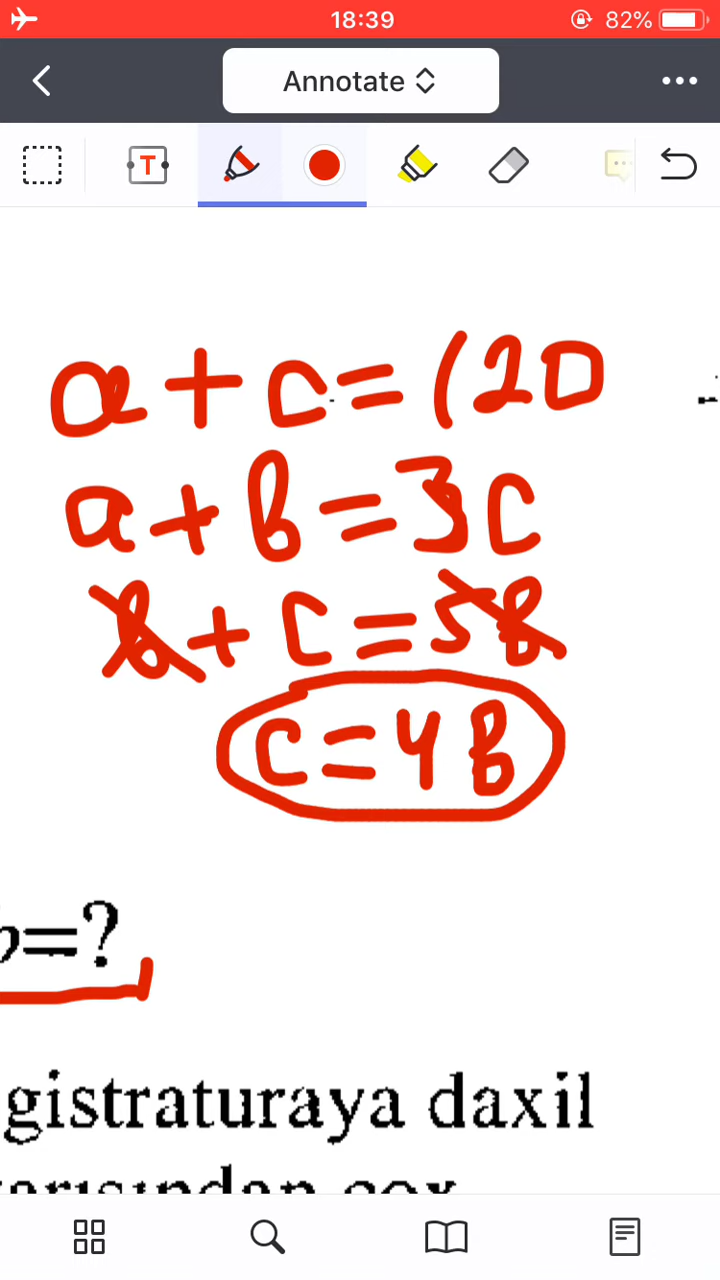 18:39 82%
Annotate
T
a+c=120
a+b=3c
b+c=5b
c=4b
b=?
gistraturaya daxil